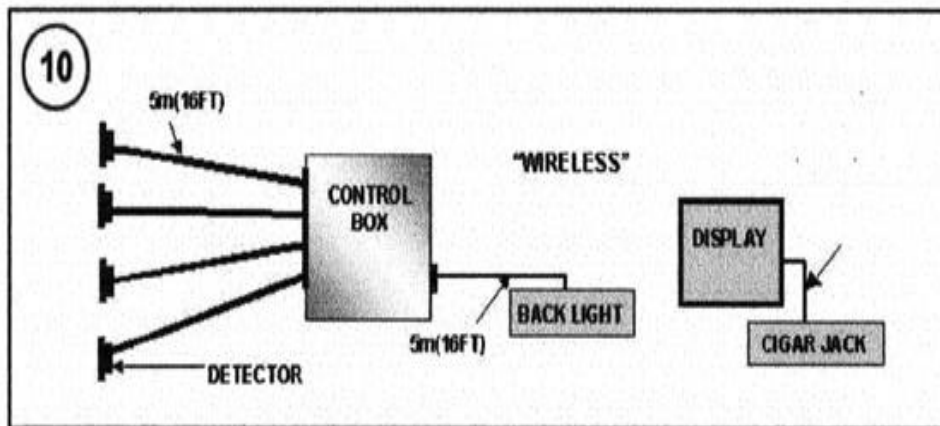 10
5m(16FT)
CONTROL
BOX
"WIRELESS"
DISPLAY
BACK LIGHT
5m(16FT)
CIGAR JACK
DETECTOR